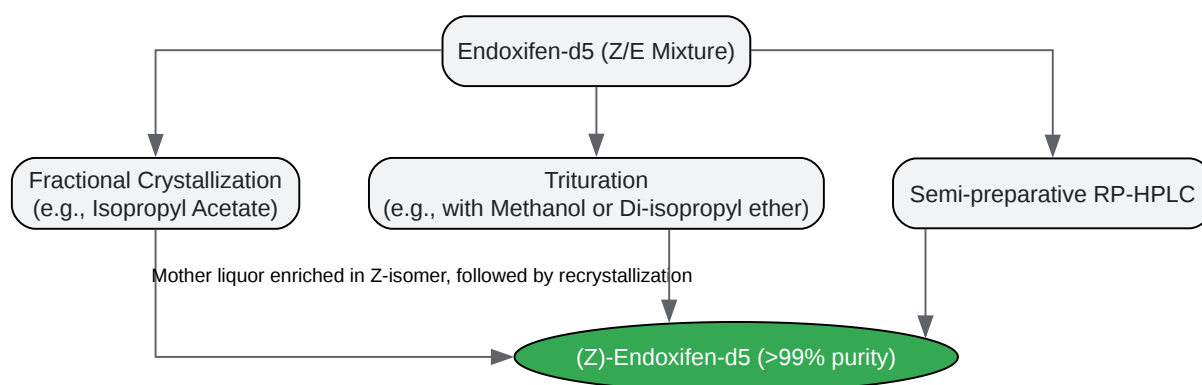 Endoxifen-d5 (Z/E Mixture)
Fractional Crystallization
(e.g., Isopropyl Acetate)
Trituration
(e.g., with Methanol or Di-isopropyl ether)
Semi-preparative RP-HPLC
Mother liquor enriched in Z-isomer, followed by recrystallization
(Z)-Endoxifen-d5 (>99% purity)